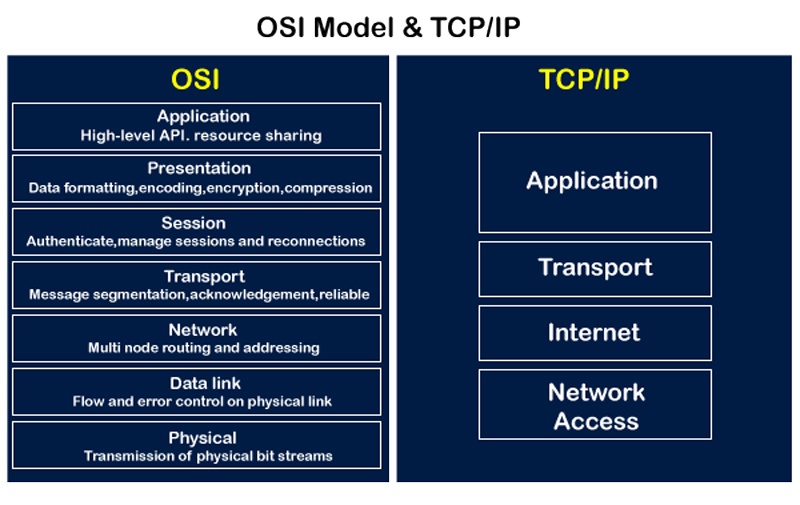 OSI Model & TCP/IP
OSI
Application
High-level API. resource sharing
Presentation
Data formatting,encoding,encryption,compression
Session
Authenticate,manage sessions and reconnections
Transport
Message segmentation,acknowledgement,reliable
Network
Multi node routing and addressing
Data link
Flow and error control on physical link
Physical
Transmission of physical bit streams
TCP/IP
Application
Transport
Internet
Network
Access